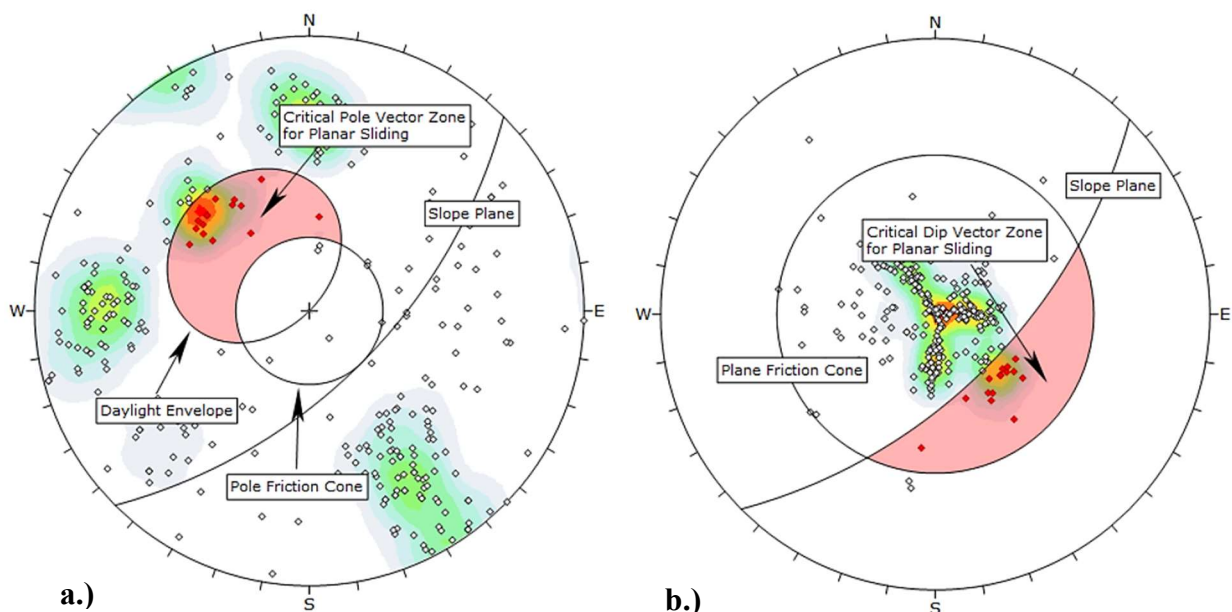 N
Critical Pole Vector Zone
for Planar Sliding
Slope Plane
W
E
Daylight Envelope
Pole Friction Cone
S
a.)
N
Slope Plane
Critical Dip Vector Zone
for Planar Sliding
W
E
Plane Friction Cone
S
b.)